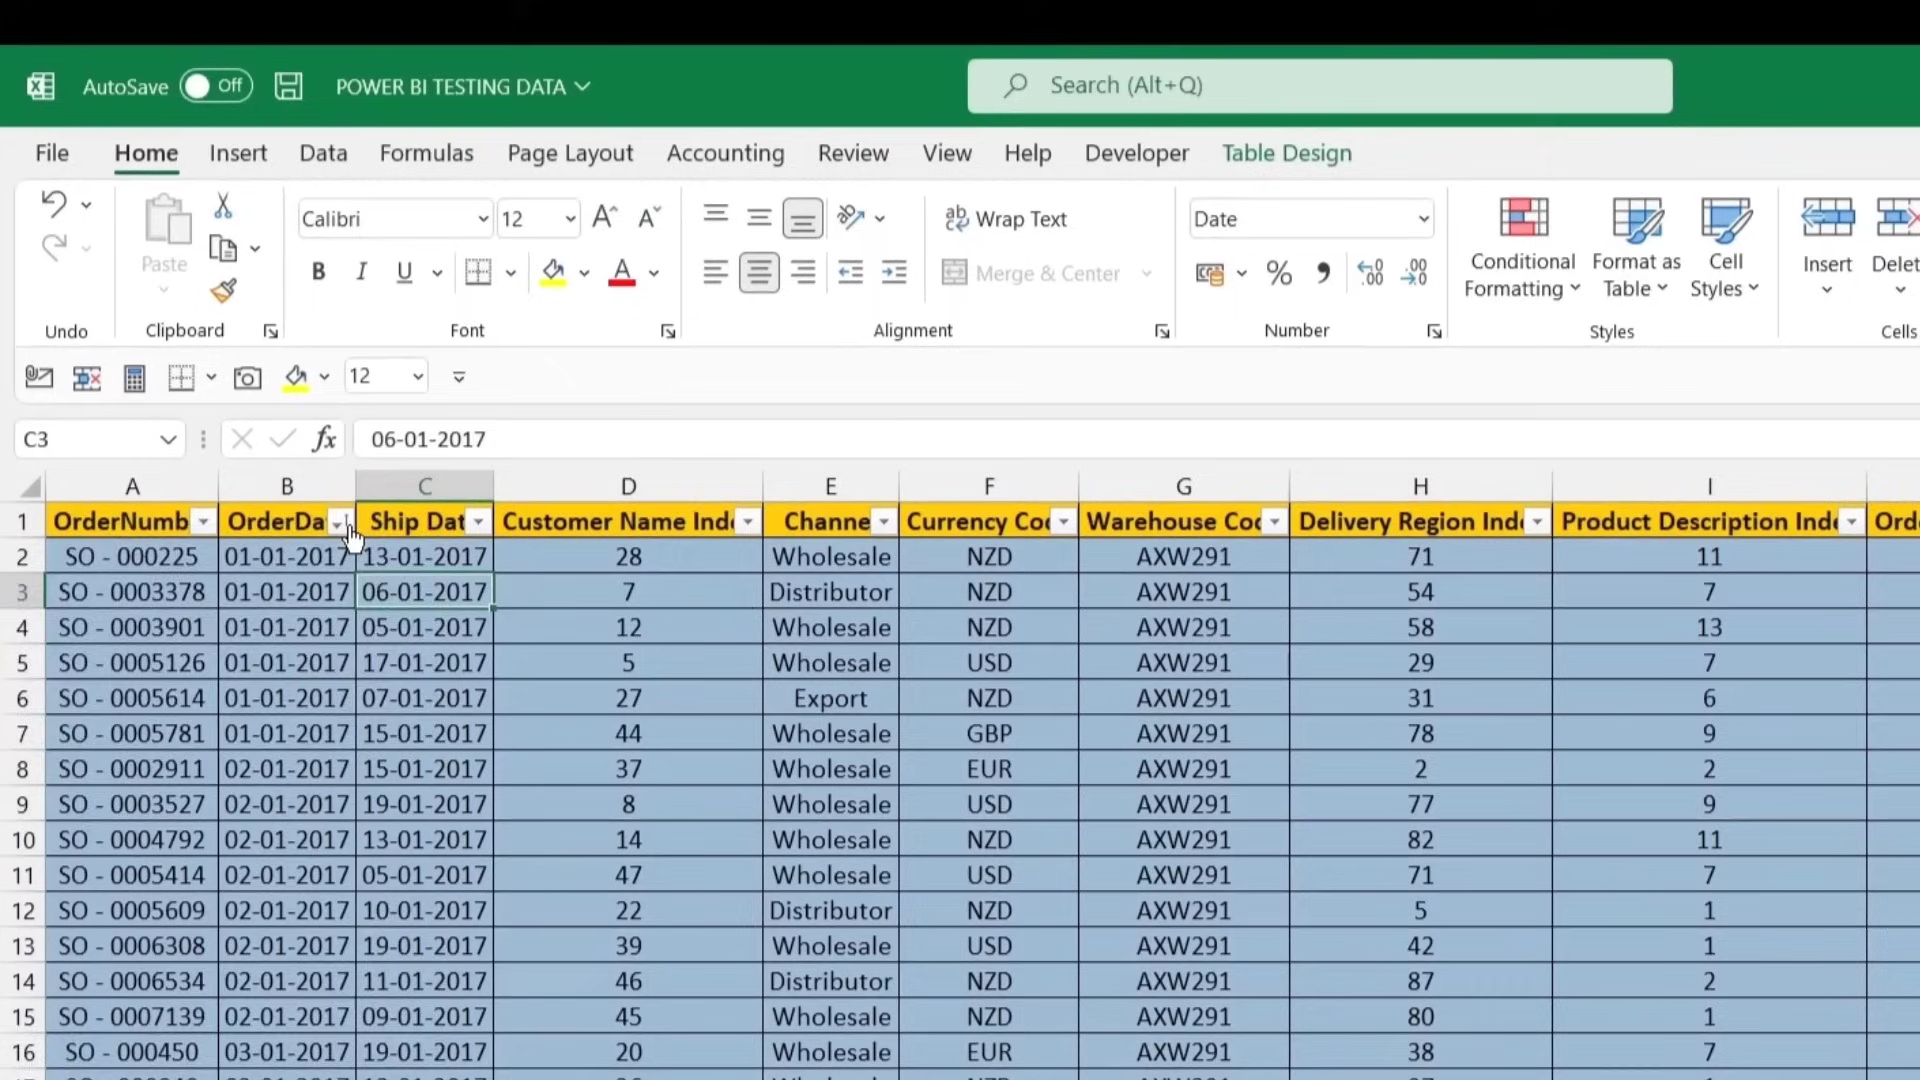 AutoSave Off POWER BI TESTING DATA Search (Alt+Q)
File Home Insert Data Formulas Page Layout Accounting Review View Help Developer Table Design
Paste
Calibri 12
Wrap Text
Merge & Center
Date
Conditional Formatting
Format as Table
Cell Styles
Insert
Undo Clipboard Font Alignment Number Styles Cells
12
C3 fx 06-01-2017
A B C D E F G H I
1 OrderNumb OrderDa Ship Dat Customer Name Ind Channe Currency Co Warehouse Co Delivery Region Ind Product Description Ind Ord
2 SO - 000225 01-01-2017 13-01-2017 28 Wholesale NZD AXW291 71 11
3 SO - 0003378 01-01-2017 06-01-2017 7 Distributor NZD AXW291 54 7
4 SO - 0003901 01-01-2017 05-01-2017 12 Wholesale NZD AXW291 58 13
5 SO - 0005126 01-01-2017 17-01-2017 5 Wholesale USD AXW291 29 7
6 SO - 0005614 01-01-2017 07-01-2017 27 Export NZD AXW291 31 6
7 SO - 0005781 01-01-2017 15-01-2017 44 Wholesale GBP AXW291 78 9
8 SO - 0002911 02-01-2017 15-01-2017 37 Wholesale EUR AXW291 2 2
9 SO - 0003527 02-01-2017 19-01-2017 8 Wholesale USD AXW291 77 9
10 SO - 0004792 02-01-2017 13-01-2017 14 Wholesale NZD AXW291 82 11
11 SO - 0005414 02-01-2017 05-01-2017 47 Wholesale USD AXW291 71 7
12 SO - 0005609 02-01-2017 10-01-2017 22 Distributor NZD AXW291 5 1
13 SO - 0006308 02-01-2017 19-01-2017 39 Wholesale USD AXW291 42 1
14 SO - 0006534 02-01-2017 11-01-2017 46 Distributor NZD AXW291 87 2
15 SO - 0007139 02-01-2017 09-01-2017 45 Wholesale NZD AXW291 80 1
16 SO - 000450 03-01-2017 19-01-2017 20 Wholesale EUR AXW291 38 7